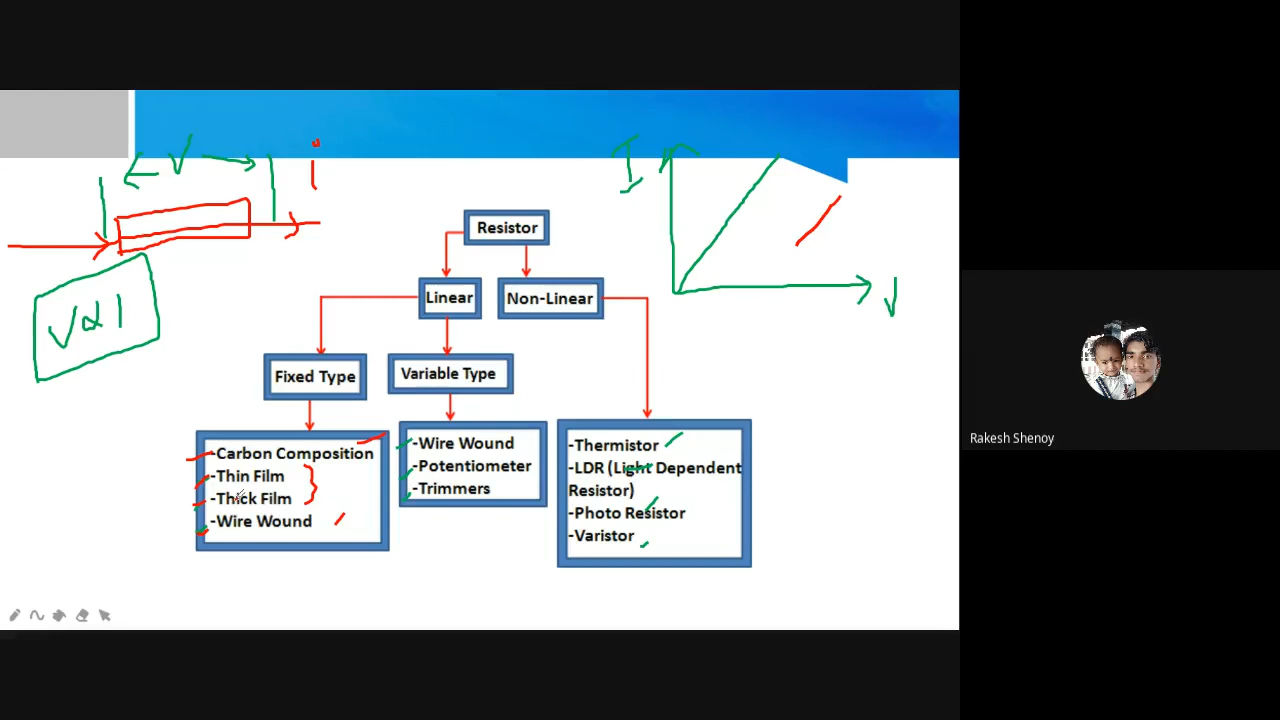 V
i
I
Resistor
Linear
Non-Linear
V
V∝I
Fixed Type
Variable Type
-Carbon Composition
-Thin Film
-Thick Film
-Wire Wound
-Wire Wound
-Potentiometer
-Trimmers
-Thermistor
-LDR (Light Dependent
Resistor)
-Photo Resistor
-Varistor
Rakesh Shenoy